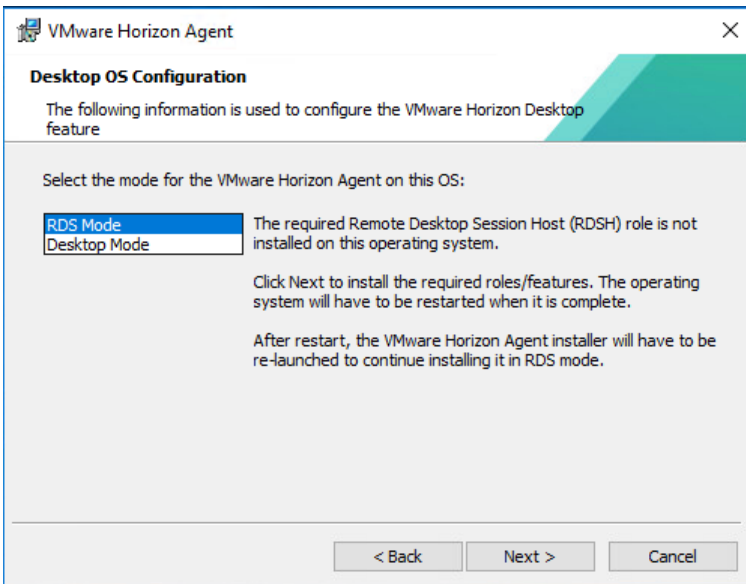 VMware Horizon Agent
Desktop OS Configuration
The following information is used to configure the VMware Horizon Desktop
feature
Select the mode for the VMware Horizon Agent on this OS:
RDS Mode
Desktop Mode
The required Remote Desktop Session Host (RDSH) role is not
installed on this operating system.
Click Next to install the required roles/features. The operating
system will have to be restarted when it is complete.
After restart, the VMware Horizon Agent installer will have to be
re-launched to continue installing it in RDS mode.
< Back
Next >
Cancel